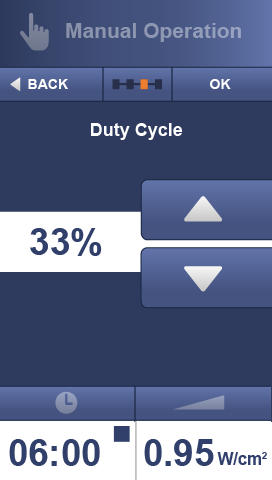 Manual Operation
BACK
OK
Duty Cycle
33%
06:00
0.95 W/cm²